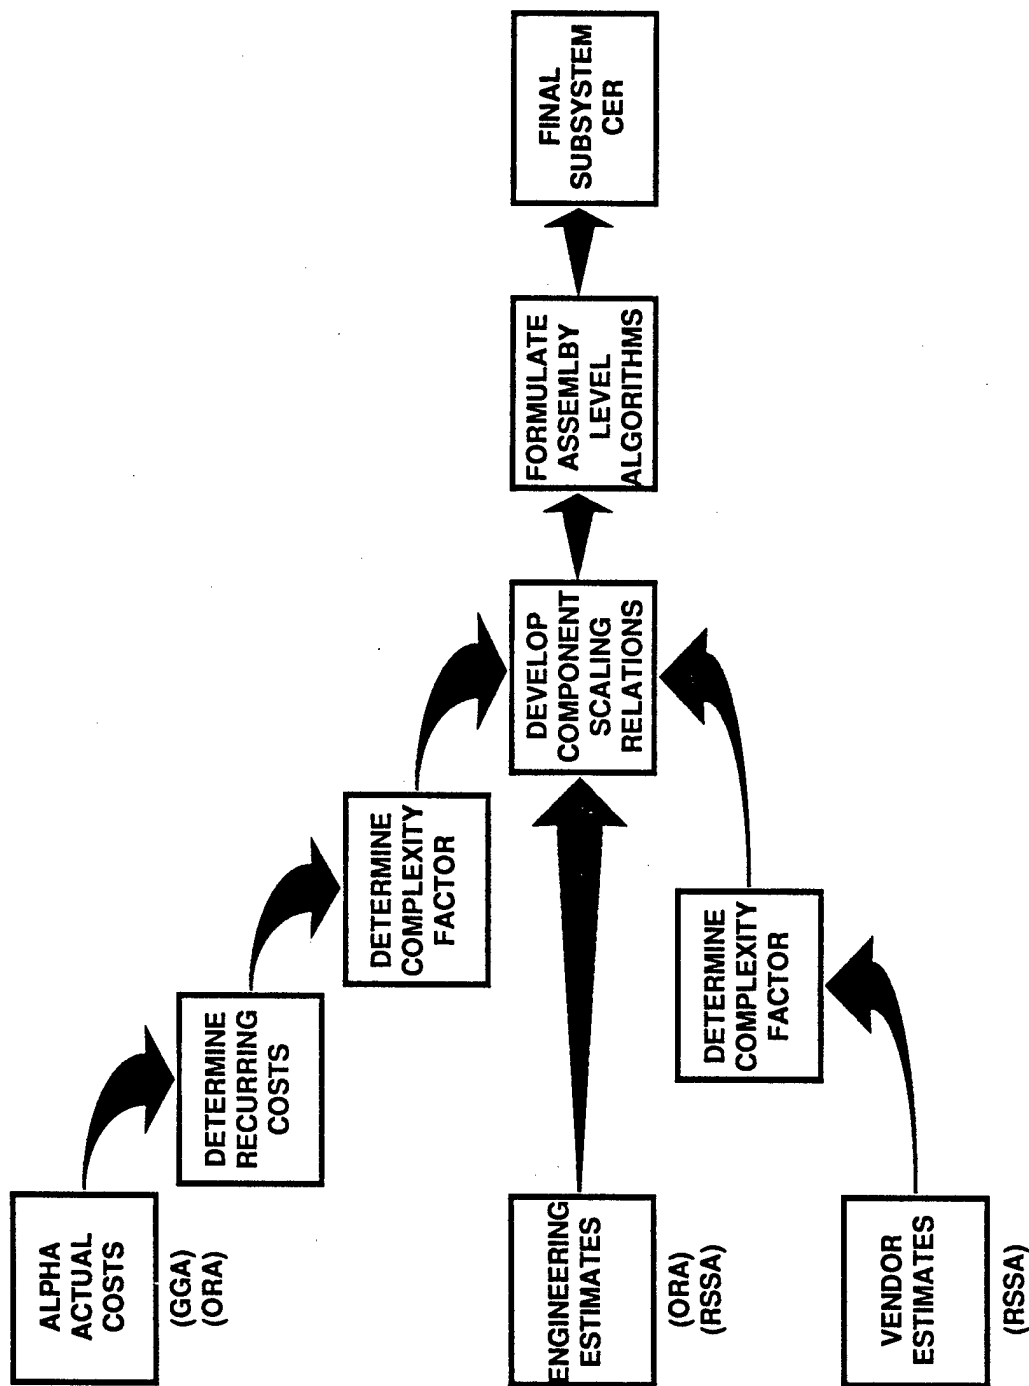 ALPHA
ACTUAL
COSTS
(GGA)
(ORA)
DETERMINE
RECURRING
COSTS
DETERMINE
COMPLEXITY
FACTOR
ENGINEERING
ESTIMATES
(ORA)
(RSSA)
DEVELOP
COMPONENT
SCALING
RELATIONS
FORMULATE
ASSEMLBY
LEVEL
ALGORITHMS
FINAL
SUBSYSTEM
CER
VENDOR
ESTIMATES
(RSSA)
DETERMINE
COMPLEXITY
FACTOR